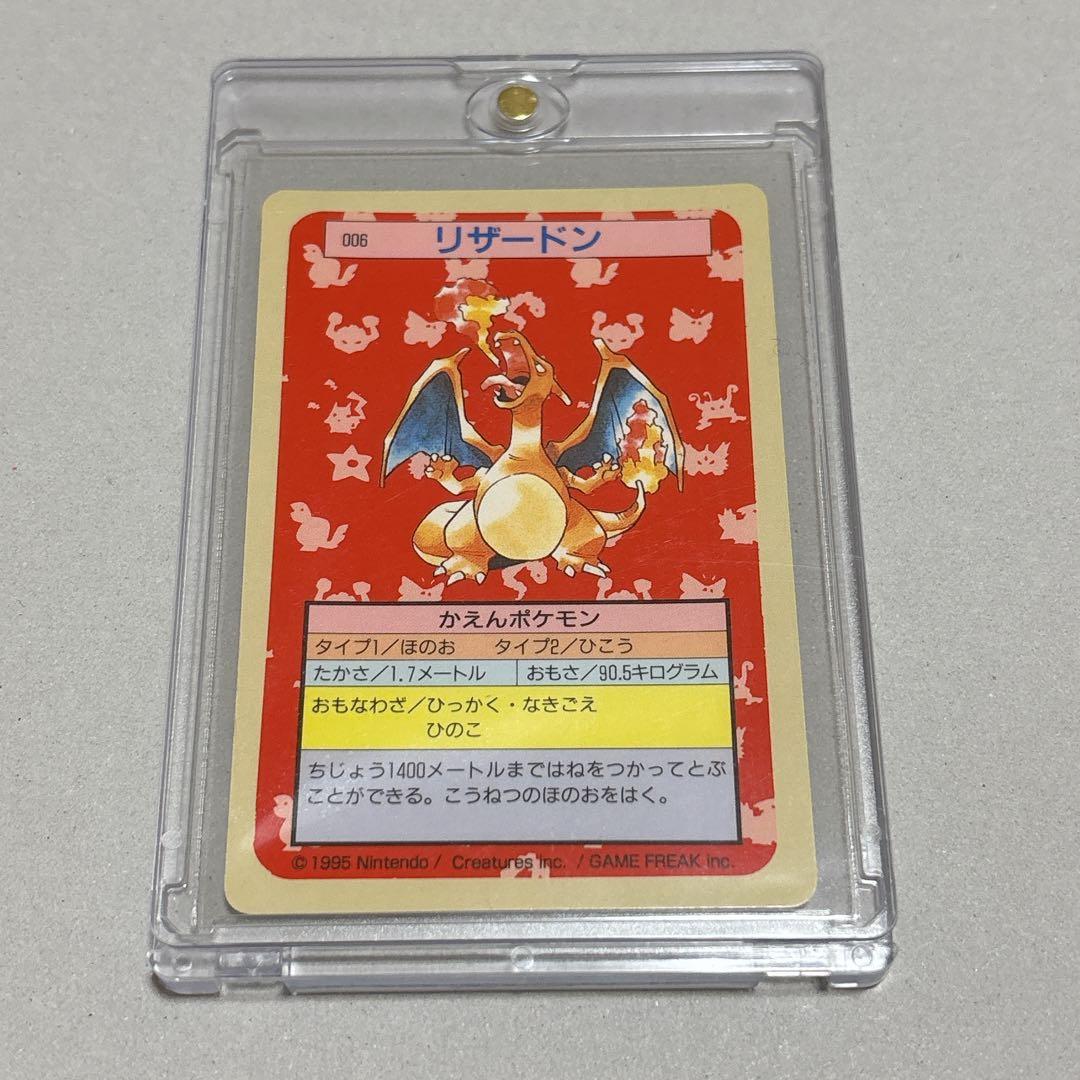 006 リザードン
かえんポケモン
タイプ1/ほのお タイプ2/ひこう
たかさ/1.7メートル おもさ/90.5キログラム
おもなわざ/ひっかく・なきごえ
ひのこ
ちじょう1400メートルまではねをつかってとぶ
ことができる。こうねつのほのおをはく。
© 1995 Nintendo / Creatures inc. / GAME FREAK inc.